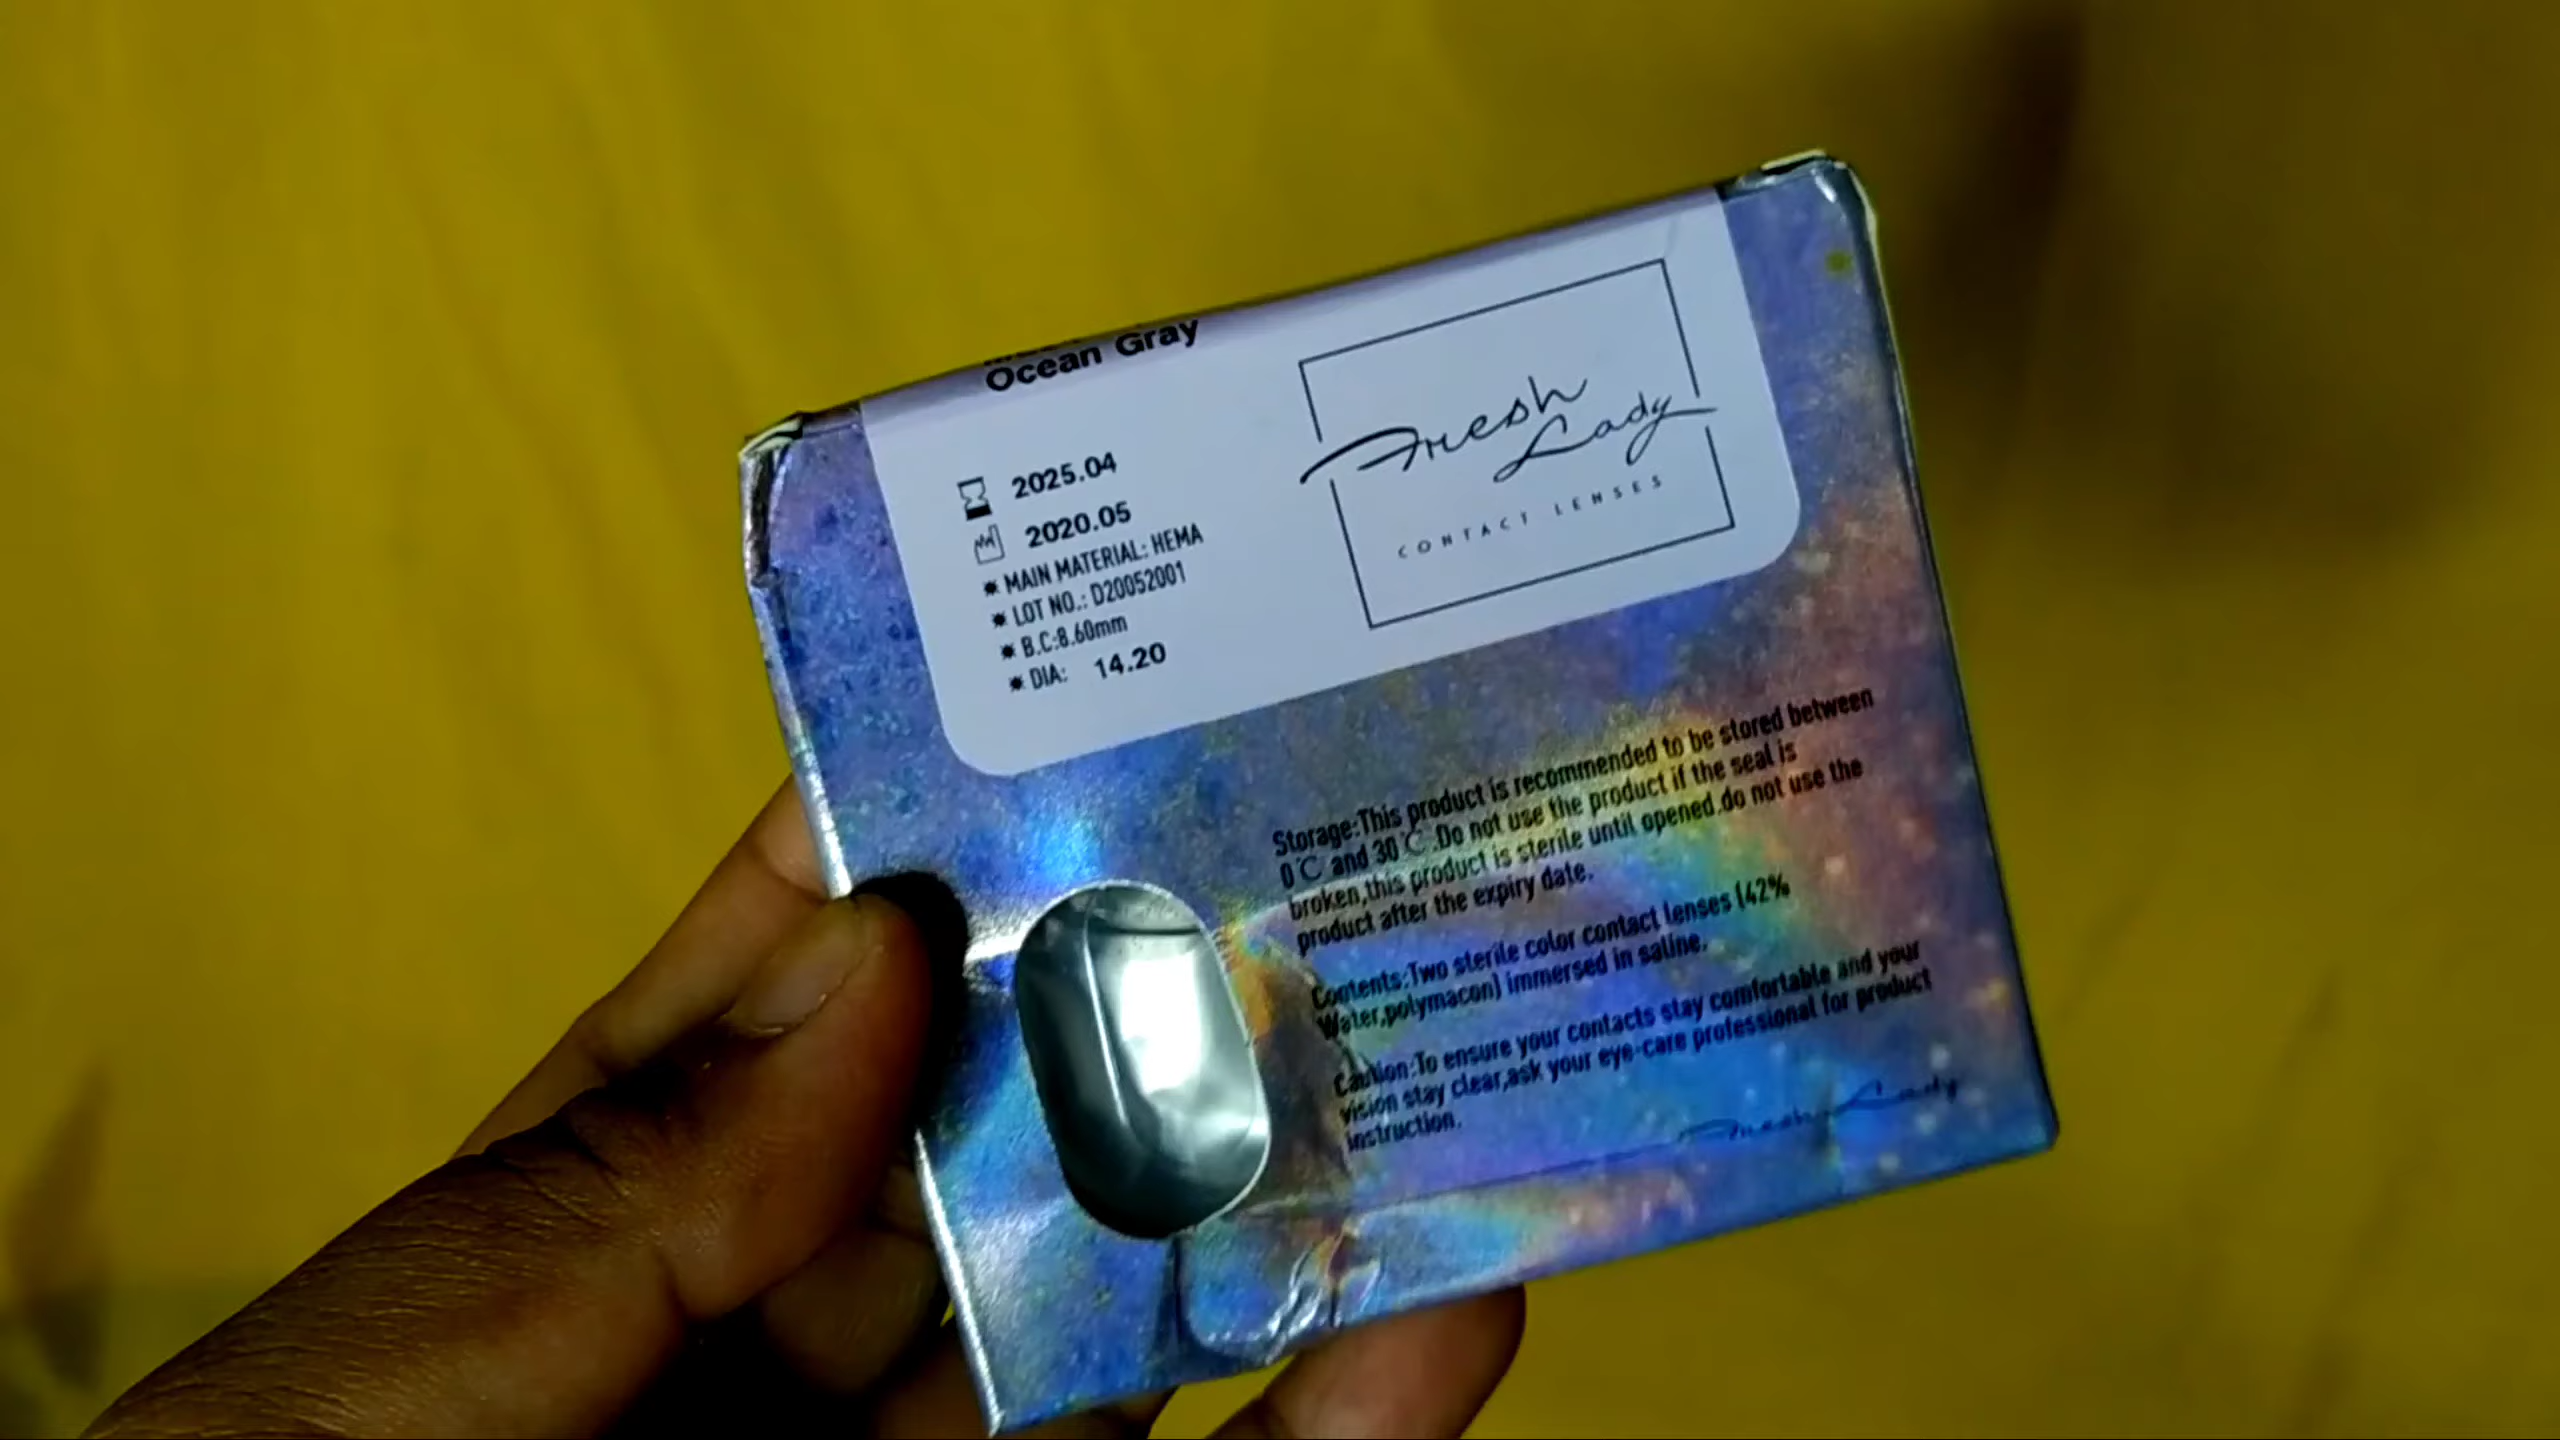 Ocean Gray
2025.04
2020.05
✷ MAIN MATERIAL: HEMA
✷ LOT NO.: D20052001
✷ B.C:8.60mm
✷ DIA: 14.20
Fresh
Lady
CONTACT LENSES
Storage:This product is recommended to be stored between
0℃ and 30℃.Do not use the product if the seal is
broken,this product is sterile until opened.do not use the
product after the expiry date.
Contents:Two sterile color contact lenses (42%
Water,polymacon) immersed in saline.
Caution:To ensure your contacts stay comfortable and your
vision stay clear,ask your eye-care professional for product
instruction.
Fresh Lady